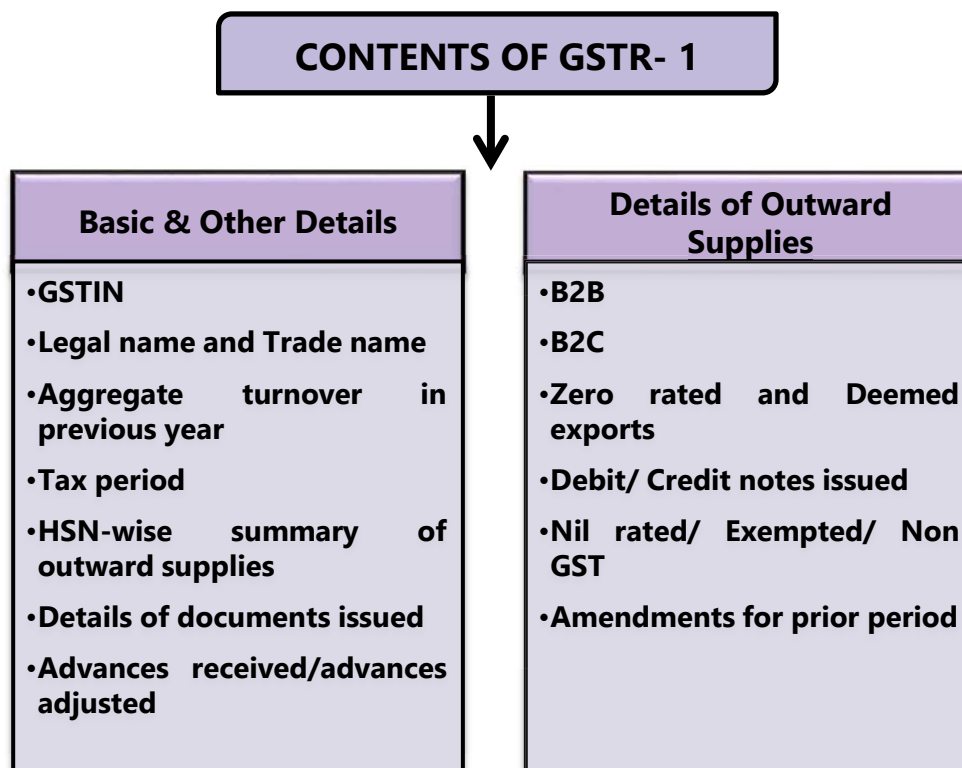 CONTENTS OF GSTR- 1
Basic & Other Details
•GSTIN
•Legal name and Trade name
•Aggregate turnover in
previous year
•Tax period
•HSN-wise summary of
outward supplies
•Details of documents issued
•Advances received/advances
adjusted
Details of Outward
Supplies
•B2B
•B2C
•Zero rated and Deemed
exports
•Debit/ Credit notes issued
•Nil rated/ Exempted/ Non
GST
•Amendments for prior period